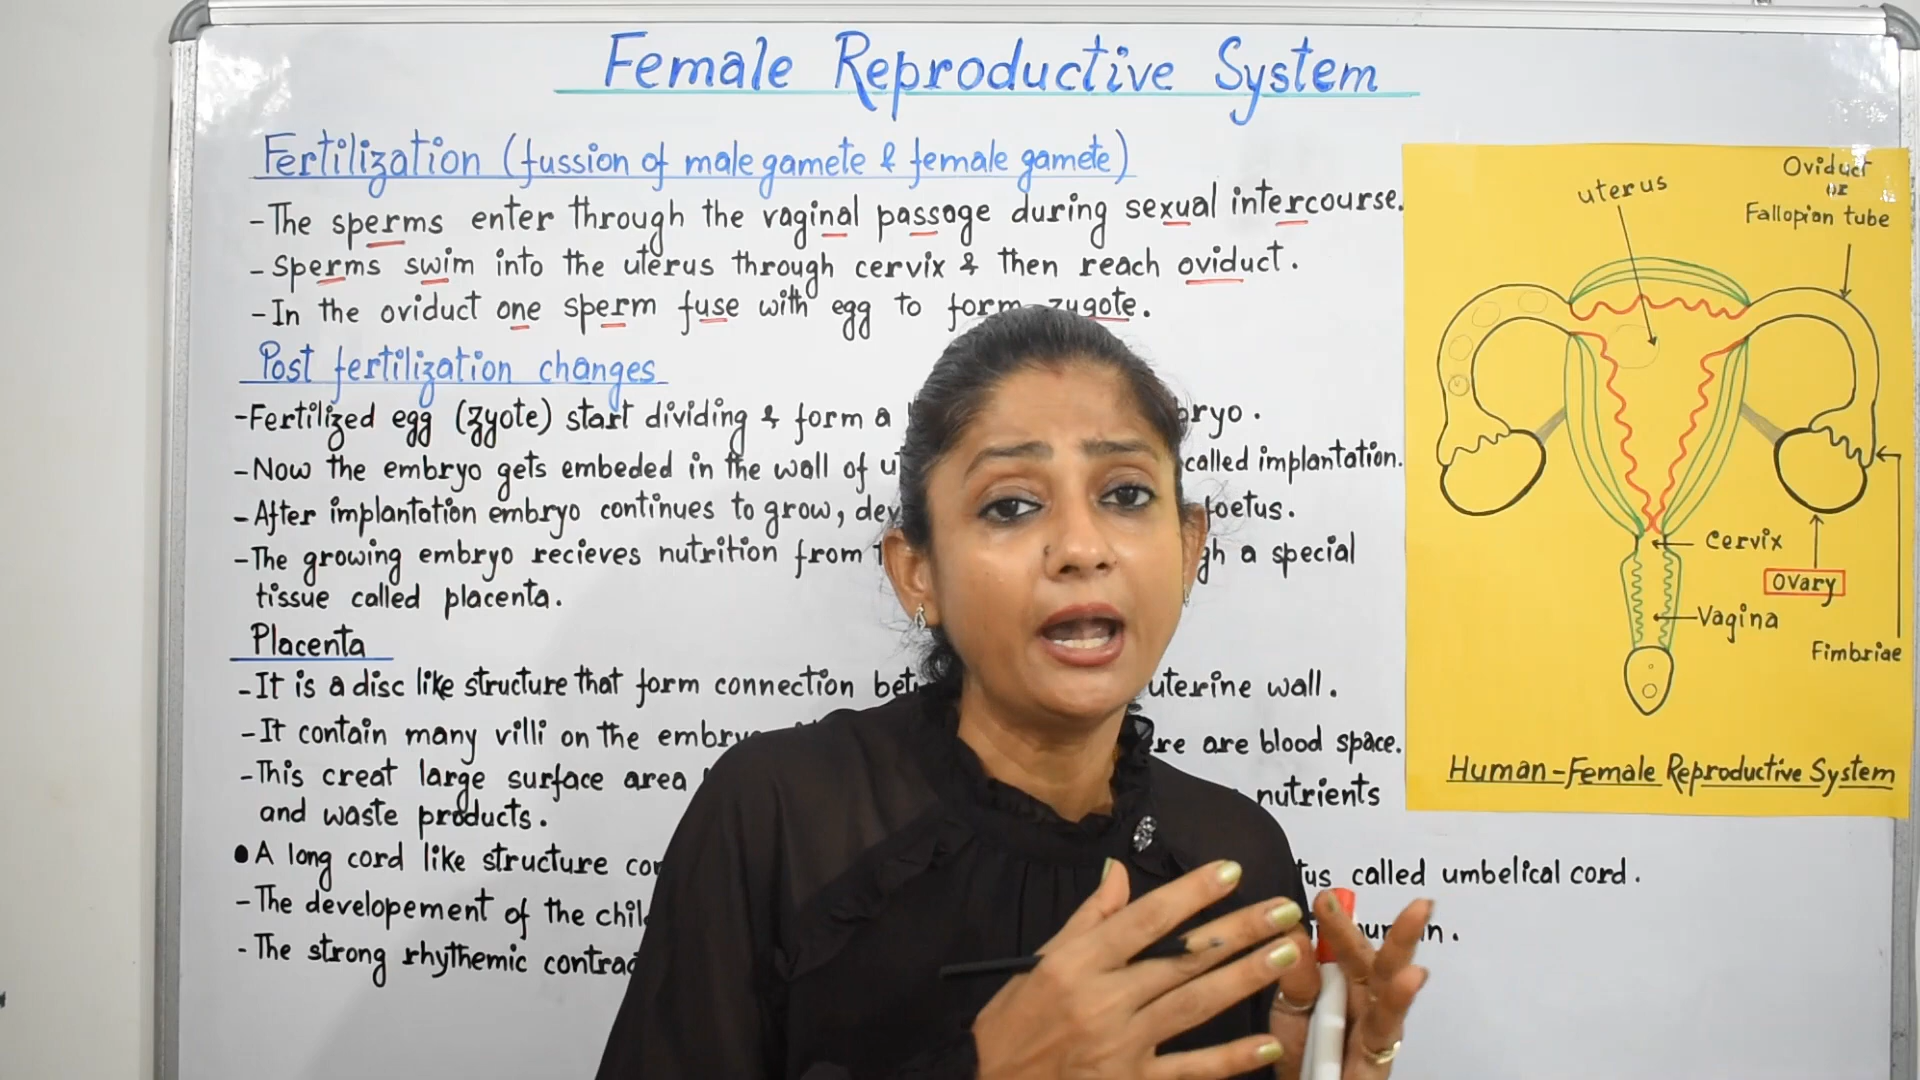 Female Reproductive System
Fertilization (fussion of male gamete & female gamete)
-The sperms enter through the vaginal passage during sexual intercourse.
-Sperms swim into the uterus through cervix & then reach oviduct.
-In the oviduct one sperm fuse with egg to form zygote.
Post fertilization changes
-Fertilized egg (zyote) start dividing & form a
-Now the embryo gets embeded in the wall of called implantation.
-After implantation embryo continues to grow, foetus.
-The growing embryo recieves nutrition from a special
tissue called placenta.
Placenta
-It is a disc like structure that form connection uterine wall.
-It contain many villi on the are blood space.
-This creat large surface area nutrients
and waste products.
•A long cord like structure called umbelical cord.
-The developement of the
-The strong rhythemic
uterus
Oviduct
or
Fallopian tube
Cervix
Ovary
Vagina
Fimbriae
Human-Female Reproductive System